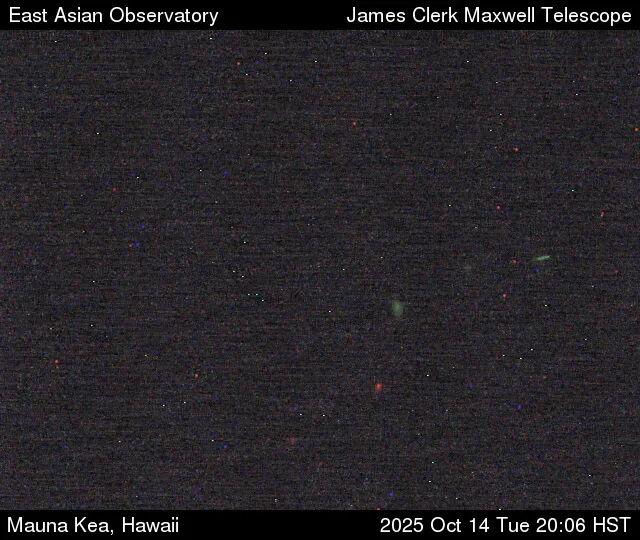 East Asian Observatory
James Clerk Maxwell Telescope
Mauna Kea, Hawaii
2025 Oct 14 Tue 20:06 HST